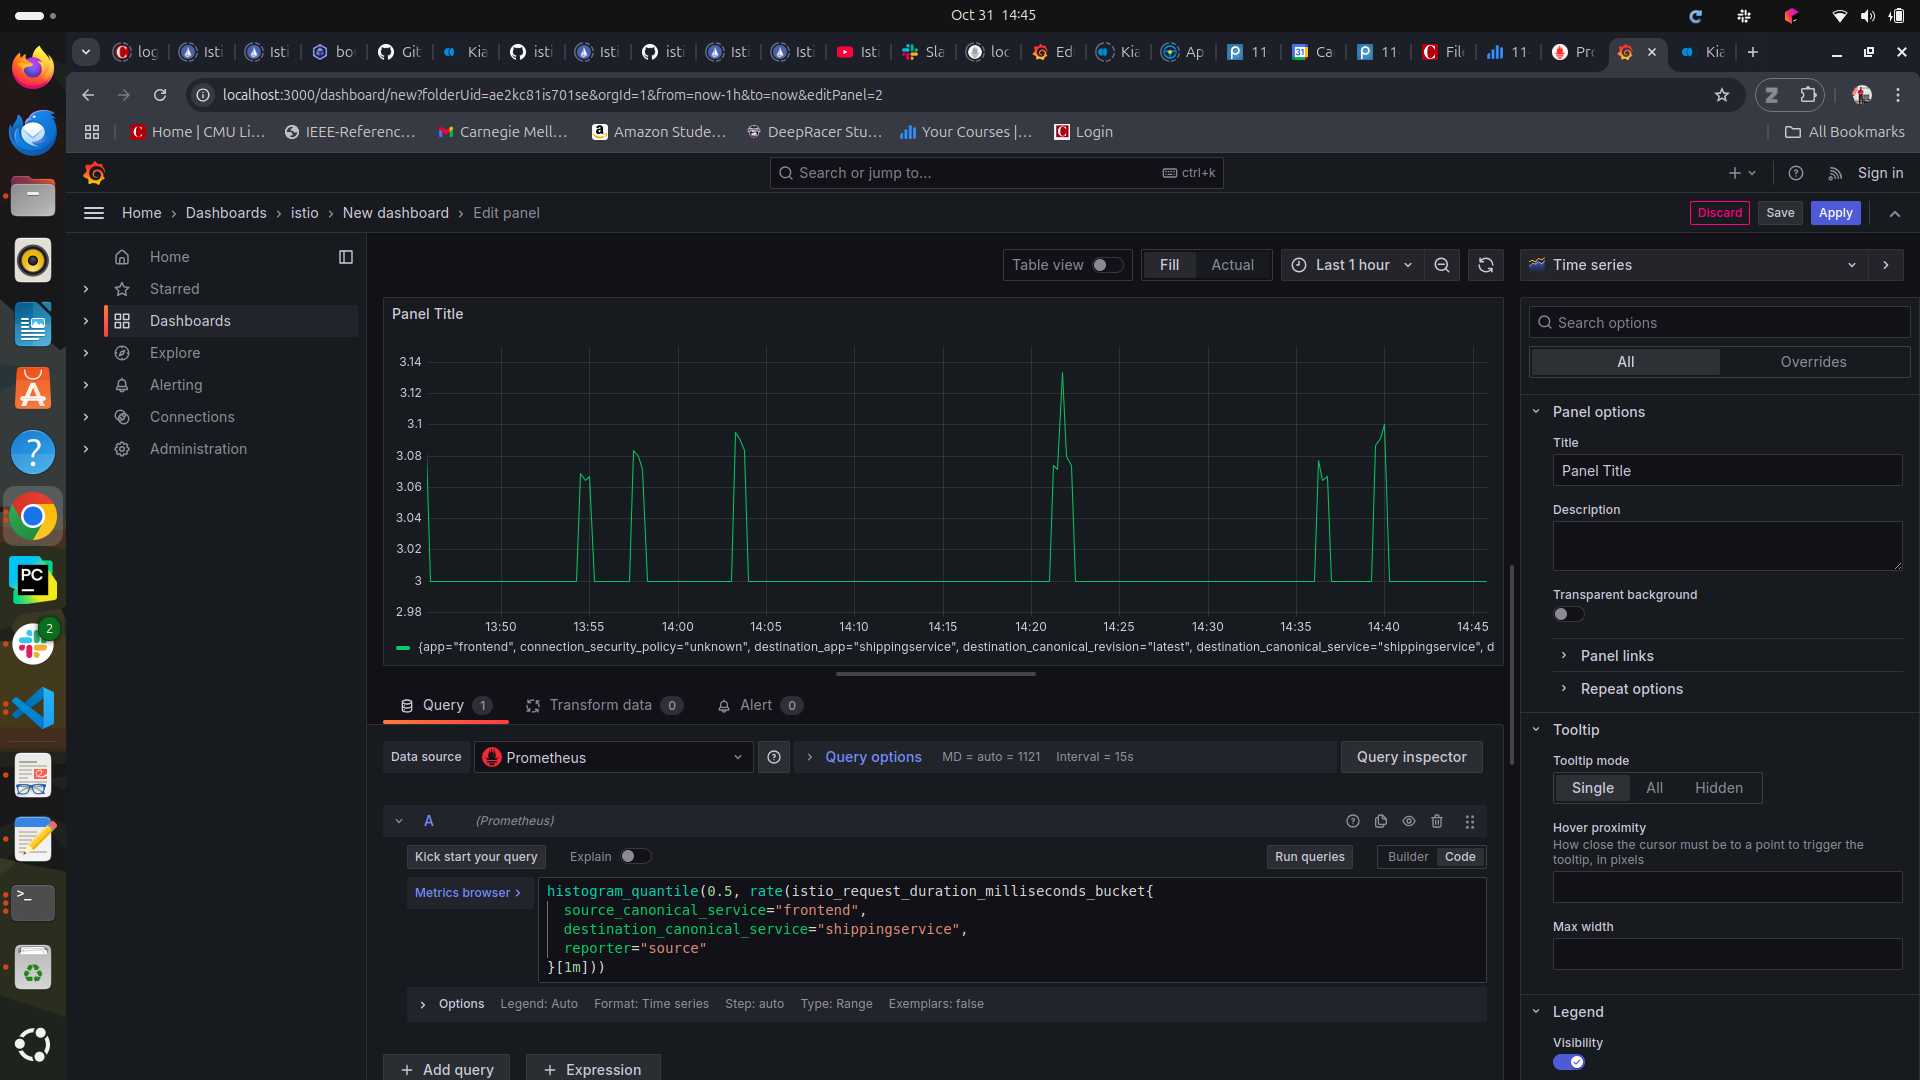 Oct 31 14:45
log
Isti
Isti
bo
Git
Kia
isti
Isti
isti
Isti
Isti
Isti
Sla
loc
Edi
Kia
Ap
11-
Ca
11-
File
11-
Pro
Kia
localhost:3000/dashboard/new?folderUid=ae2kc81is701se&orgId=1&from=now-1h&to=now&editPanel=2
Home | CMU Li...
IEEE-Referenc...
Carnegie Mell...
Amazon Stude...
DeepRacer Stu...
Your Courses |...
Login
All Bookmarks
Search or jump to...
ctrl+k
Sign in
Home › Dashboards › istio › New dashboard › Edit panel
Discard
Save
Apply
Home
Starred
Dashboards
Explore
Alerting
Connections
Administration
Table view
Fill
Actual
Last 1 hour
Time series
Panel Title
3.14
3.12
3.1
3.08
3.06
3.04
3.02
3
2.98
13:50 13:55 14:00 14:05 14:10 14:15 14:20 14:25 14:30 14:35 14:40 14:45
{app="frontend", connection_security_policy="unknown", destination_app="shippingservice", destination_canonical_revision="latest", destination_canonical_service="shippingservice", d
Query 1
Transform data 0
Alert 0
Data source
Prometheus
Query options
MD = auto = 1121
Interval = 15s
Query inspector
A
(Prometheus)
Kick start your query
Explain
Run queries
Builder
Code
Metrics browser >
histogram_quantile(0.5, rate(istio_request_duration_milliseconds_bucket{
source_canonical_service="frontend",
destination_canonical_service="shippingservice",
reporter="source"
}[1m]))
Options
Legend: Auto
Format: Time series
Step: auto
Type: Range
Exemplars: false
+ Add query
+ Expression
Search options
All
Overrides
Panel options
Title
Panel Title
Description
Transparent background
Panel links
Repeat options
Tooltip
Tooltip mode
Single
All
Hidden
Hover proximity
How close the cursor must be to a point to trigger the
tooltip, in pixels
Max width
Legend
Visibility
PC
2